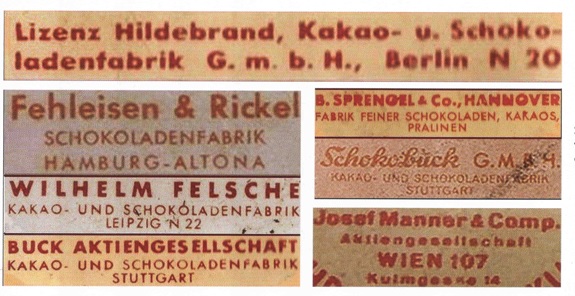 Lizenz Hildebrand, Kakao- u. Schoko-
ladenfabrik G. m. b. H., Berlin N 20
Fehleisen & Rickel
SCHOKOLADENFABRIK
HAMBURG-ALTONA
WILHELM FELSCHE
KAKAO- UND SCHOKOLADENFABRIK
LEIPZIG N 22
BUCK AKTIENGESELLSCHAFT
KAKAO- UND SCHOKOLADENFABRIK
STUTTGART
B. SPRENGEL & Co., HANNOVER
FABRIK FEINER SCHOKOLADEN, KAKAOS,
PRALINEN
Schokobuck G.M.B.H.
KAKAO- UND SCHOKOLADENFABRIK
STUTTGART
Josef Manner & Comp.
Aktiengesellschaft
WIEN 107
Kulmgasse 14